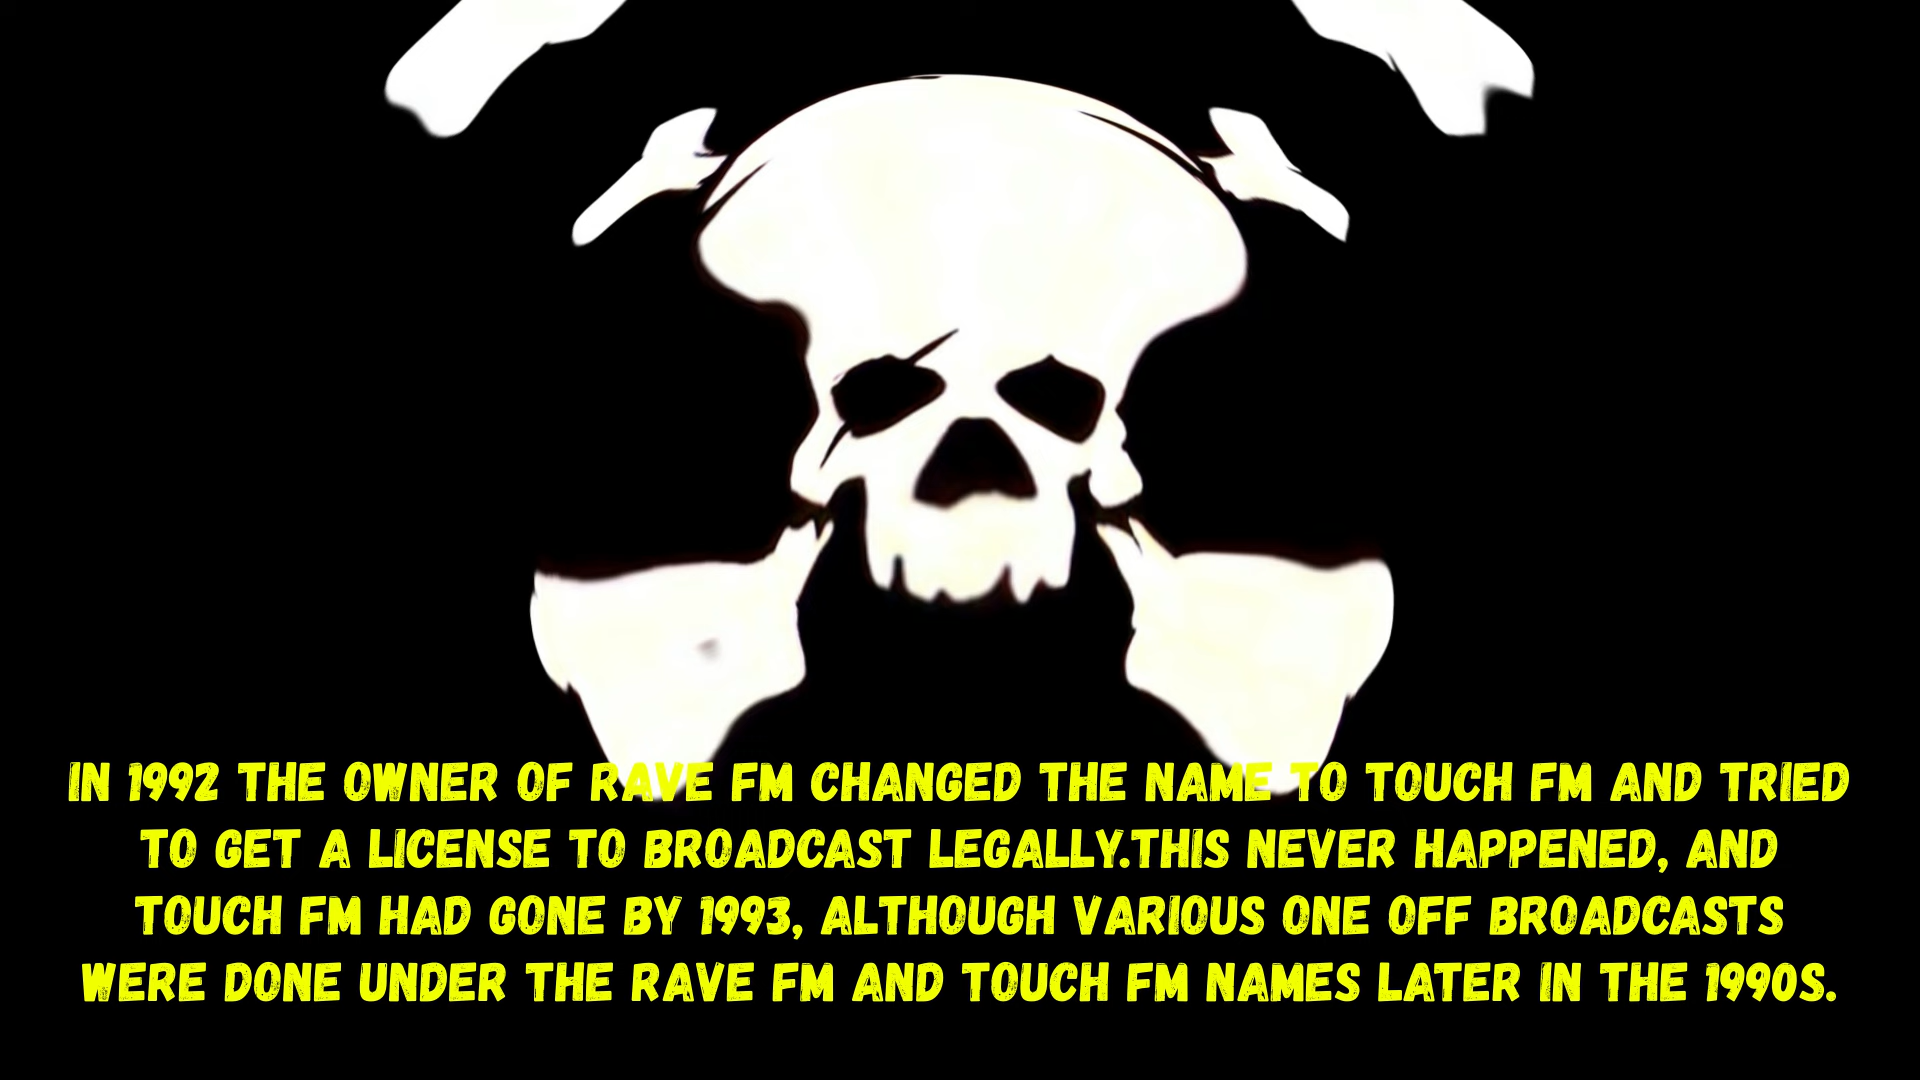 IN 1992 THE OWNER OF RAVE FM CHANGED THE NAME TO TOUCH FM AND TRIED
TO GET A LICENSE TO BROADCAST LEGALLY.THIS NEVER HAPPENED, AND
TOUCH FM HAD GONE BY 1993, ALTHOUGH VARIOUS ONE OFF BROADCASTS
WERE DONE UNDER THE RAVE FM AND TOUCH FM NAMES LATER IN THE 1990S.